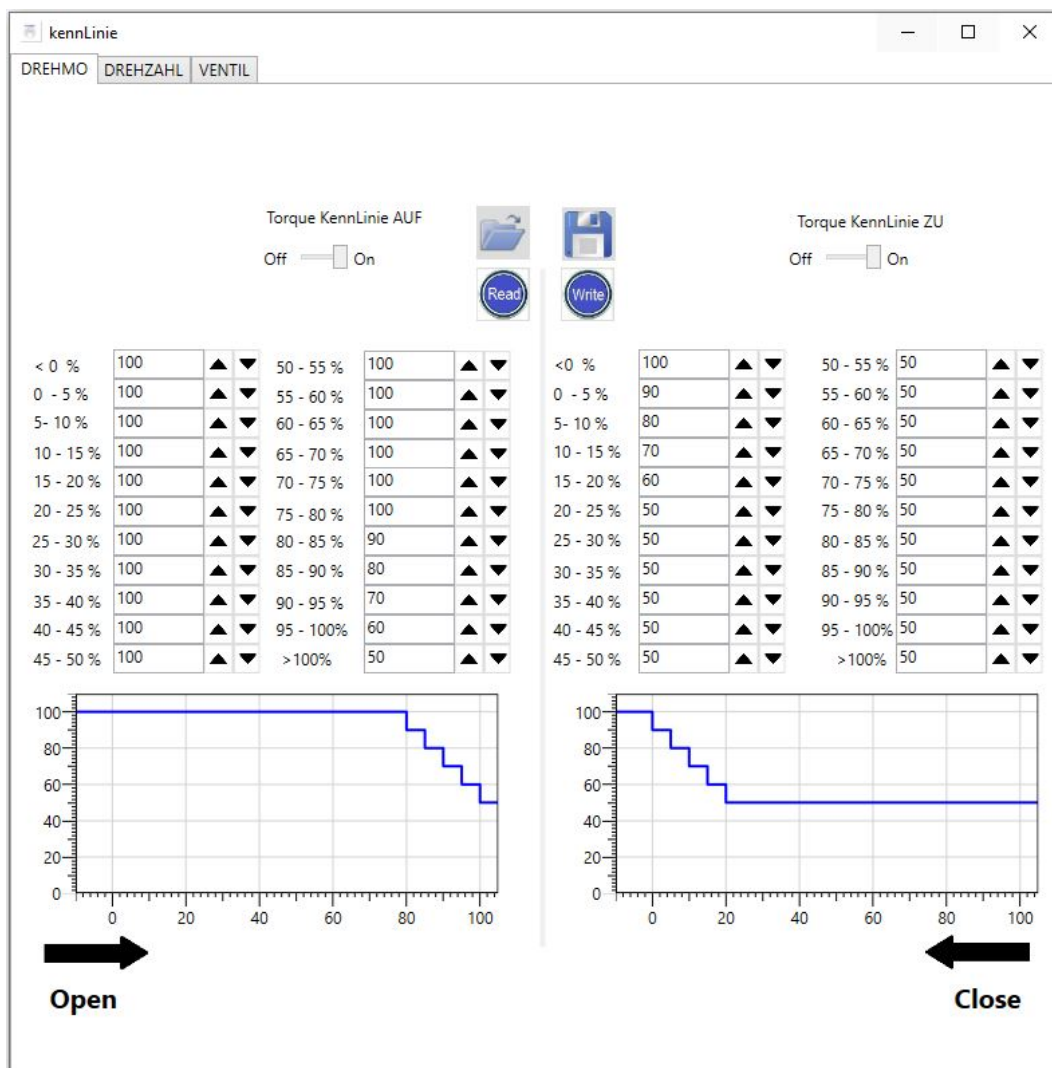 kennLinie
DREHMO DREHZAHL VENTIL
Torque KennLinie AUF
Off On
Torque KennLinie ZU
Off On
Read Write
< 0 % 100 50 - 55 % 100 <0 % 100 50 - 55 % 50
0 - 5 % 100 55 - 60 % 100 0 - 5 % 90 55 - 60 % 50
5- 10 % 100 60 - 65 % 100 5- 10 % 80 60 - 65 % 50
10 - 15 % 100 65 - 70 % 100 10 - 15 % 70 65 - 70 % 50
15 - 20 % 100 70 - 75 % 100 15 - 20 % 60 70 - 75 % 50
20 - 25 % 100 75 - 80 % 100 20 - 25 % 50 75 - 80 % 50
25 - 30 % 100 80 - 85 % 90 25 - 30 % 50 80 - 85 % 50
30 - 35 % 100 85 - 90 % 80 30 - 35 % 50 85 - 90 % 50
35 - 40 % 100 90 - 95 % 70 35 - 40 % 50 90 - 95 % 50
40 - 45 % 100 95 - 100% 60 40 - 45 % 50 95 - 100% 50
45 - 50 % 100 >100% 50 45 - 50 % 50 >100% 50
100 100
80 80
60 60
40 40
20 20
0 0
0 20 40 60 80 100 0 20 40 60 80 100
Open Close